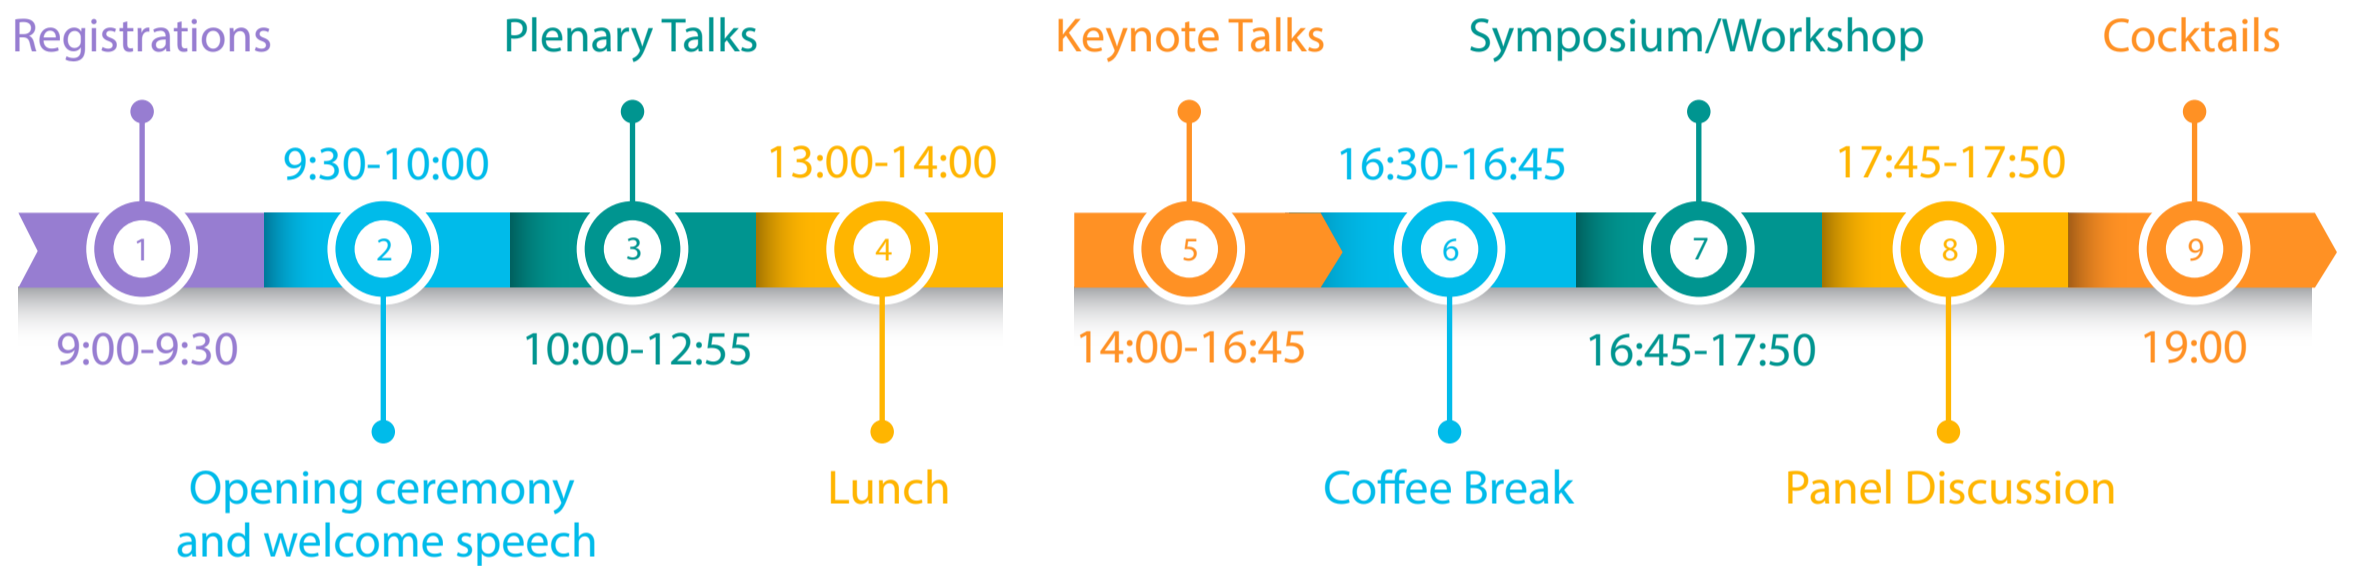 Registrations
Plenary Talks
Keynote Talks
Symposium/Workshop
Cocktails
9:30-10:00
13:00-14:00
16:30-16:45
17:45-17:50
1
2
3
4
5
6
7
8
9
9:00-9:30
10:00-12:55
14:00-16:45
16:45-17:50
19:00
Opening ceremony
and welcome speech
Lunch
Coffee Break
Panel Discussion